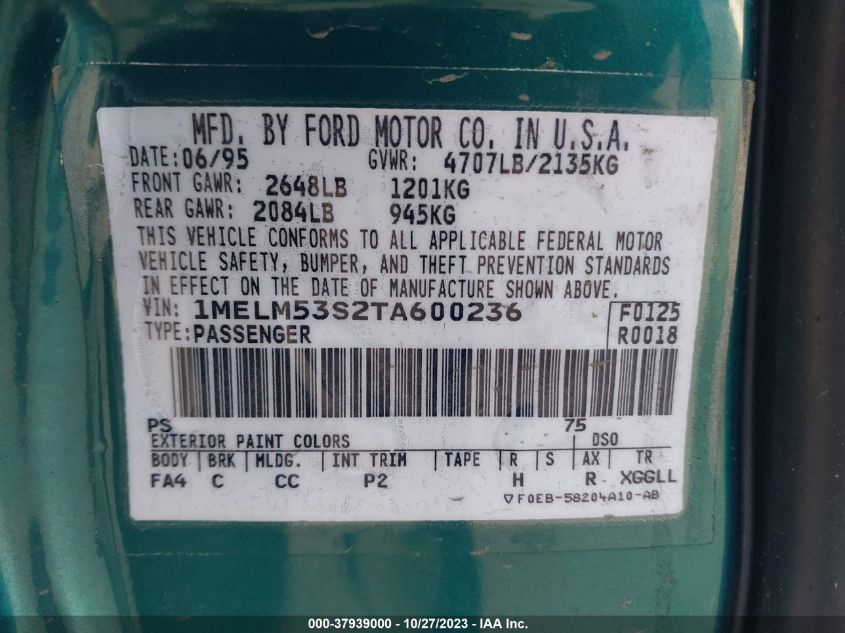 MFD. BY FORD MOTOR CO. IN U.S.A.
DATE: 06/95 GVWR: 4707LB/2135KG
FRONT GAWR: 2648LB 1201KG
REAR GAWR: 2084LB 945KG
THIS VEHICLE CONFORMS TO ALL APPLICABLE FEDERAL MOTOR
VEHICLE SAFETY, BUMPER, AND THEFT PREVENTION STANDARDS
IN EFFECT ON THE DATE OF MANUFACTURE SHOWN ABOVE.
VIN: 1MELM53S2TA600236 F0125
TYPE: PASSENGER R0018
PS 75
EXTERIOR PAINT COLORS DSO
BODY BRK MLDG. INT TRIM TAPE R S AX TR
FA4 C CC P2 H R XGGLL
▽F0EB-58204A10-AB
000-37939000 | 10/27/2023 | IAA Inc.